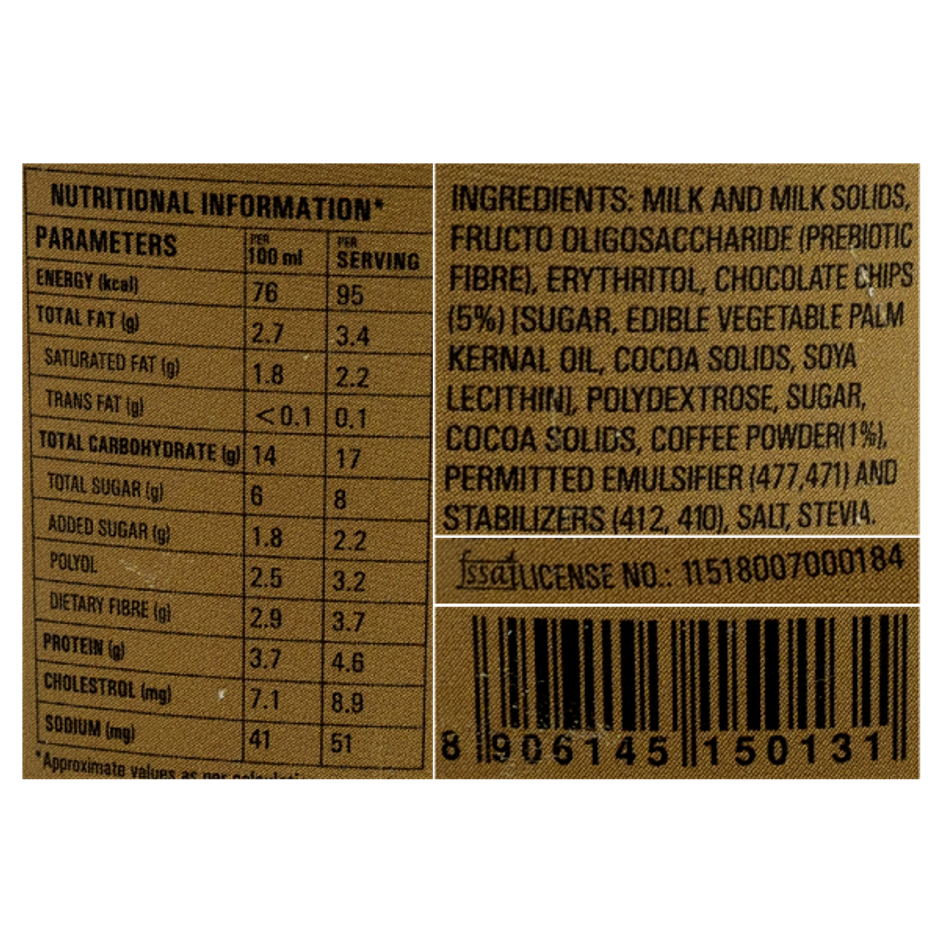 NUTRITIONAL INFORMATION*
PARAMETERS PER 100 ml PER SERVING
ENERGY (kcal) 76 95
TOTAL FAT (g) 2.7 3.4
SATURATED FAT (g) 1.8 2.2
TRANS FAT (g) <0.1 0.1
TOTAL CARBOHYDRATE (g) 14 17
TOTAL SUGAR (g) 6 8
ADDED SUGAR (g) 1.8 2.2
POLYOL 2.5 3.2
DIETARY FIBRE (g) 2.9 3.7
PROTEIN (g) 3.7 4.6
CHOLESTROL (mg) 7.1 8.9
SODIUM (mg) 41 51
*Approximate values as per
INGREDIENTS: MILK AND MILK SOLIDS,
FRUCTO OLIGOSACCHARIDE (PREBIOTIC
FIBRE), ERYTHRITOL, CHOCOLATE CHIPS
(5%) [SUGAR, EDIBLE VEGETABLE PALM
KERNAL OIL, COCOA SOLIDS, SOYA
LECITHIN], POLYDEXTROSE, SUGAR,
COCOA SOLIDS, COFFEE POWDER(1%),
PERMITTED EMULSIFIER (477,471) AND
STABILIZERS (412, 410), SALT, STEVIA.
fssai LICENSE NO.: 11518007000184
8 906145 150131